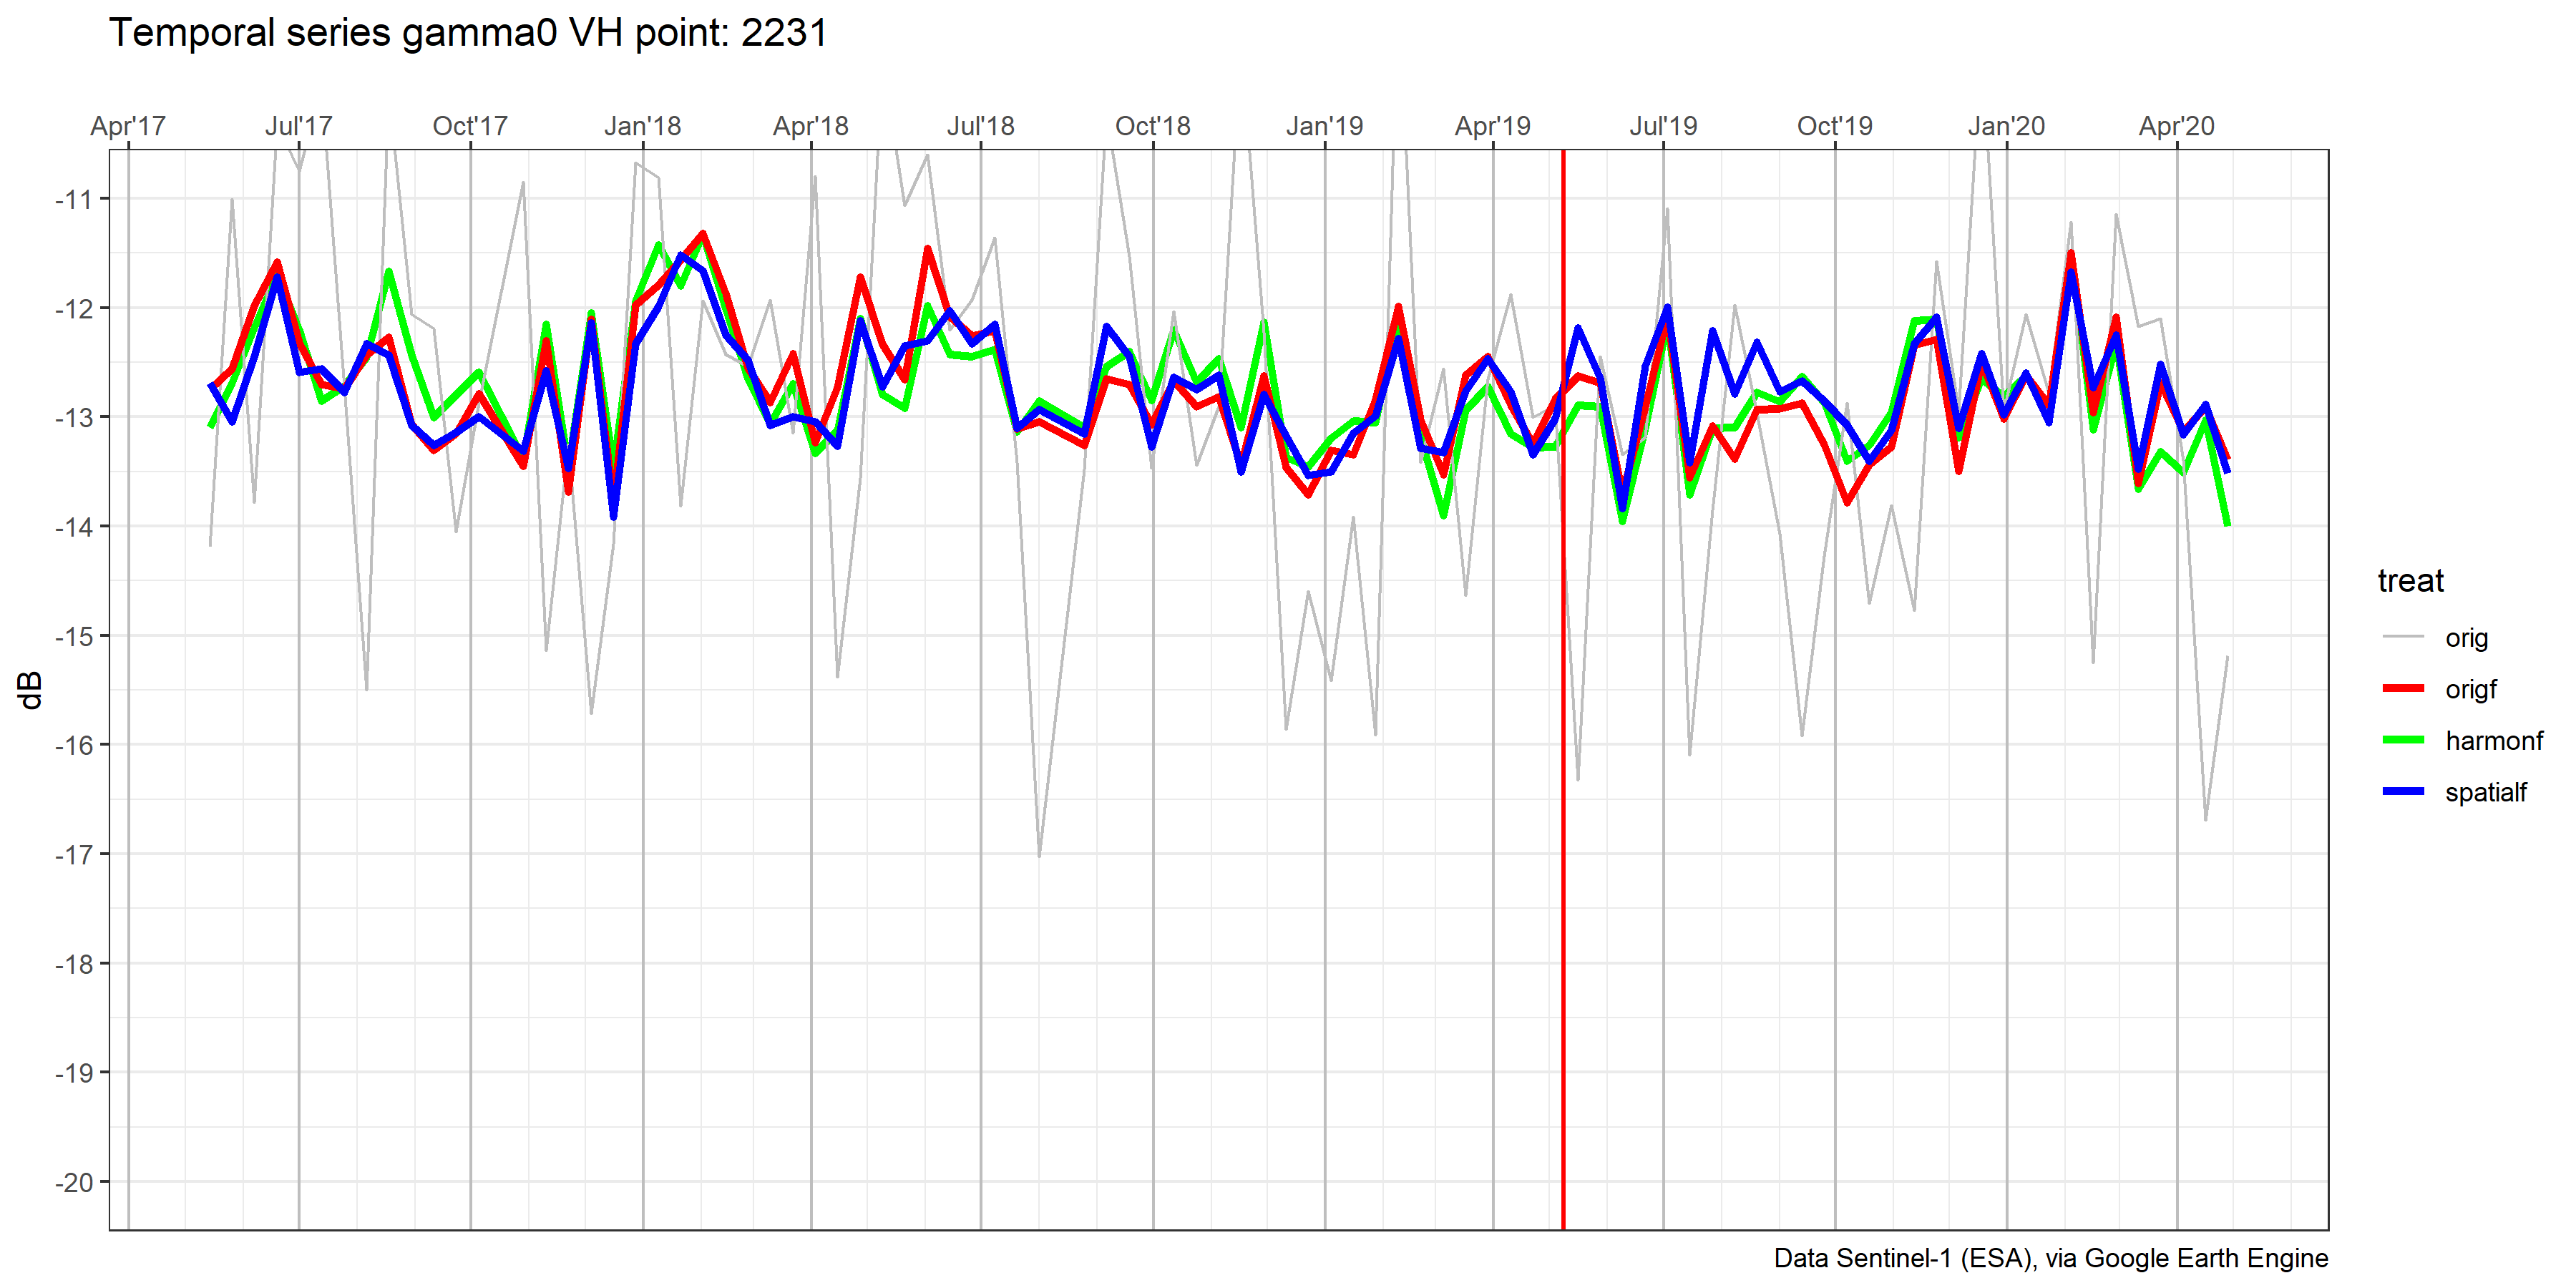 Temporal series gamma0 VH point: 2231
Apr'17 Jul'17 Oct'17 Jan'18 Apr'18 Jul'18 Oct'18 Jan'19 Apr'19 Jul'19 Oct'19 Jan'20 Apr'20
-11
-12
-13
-14
-15
-16
-17
-18
-19
-20
dB
treat
orig
origf
harmonf
spatialf
Data Sentinel-1 (ESA), via Google Earth Engine